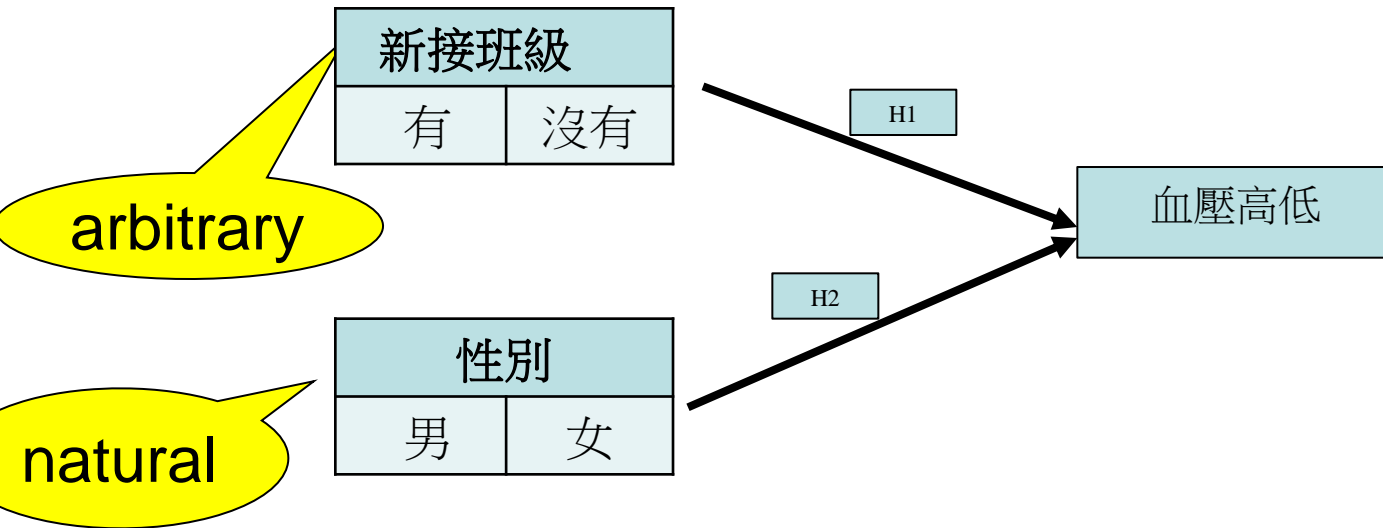 新接班級
有 沒有
H1
血壓高低
arbitrary
H2
性別
男 女
natural